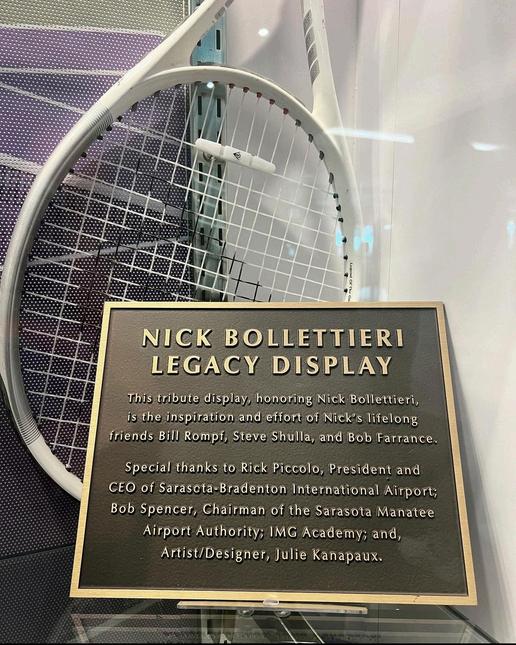 NICK BOLLETTIERI
LEGACY DISPLAY
This tribute display, honoring Nick Bollettieri,
is the inspiration and effort of Nick's lifelong
friends Bill Rompf, Steve Shulla, and Bob Farrance.
Special thanks to Rick Piccolo, President and
CEO of Sarasota-Bradenton International Airport;
Bob Spencer, Chairman of the Sarasota Manatee
Airport Authority; IMG Academy; and,
Artist/Designer, Julie Kanapaux.